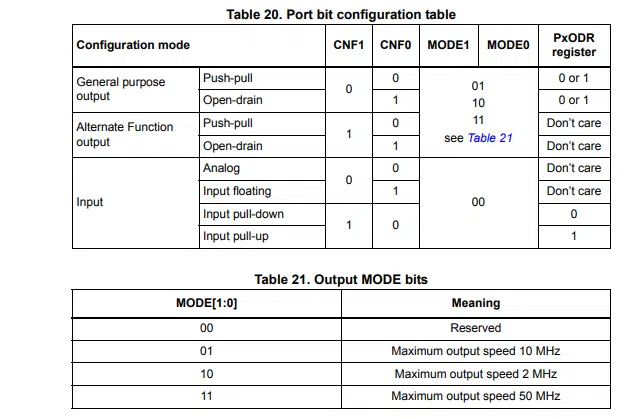 Table 20. Port bit configuration table
Configuration mode CNF1 CNF0 MODE1 MODE0 PxODR register
General purpose output Push-pull 0 0 01 10 11 see Table 21 0 or 1
Open-drain 1 0 or 1
Alternate Function output Push-pull 1 0 Don't care
Open-drain 1 Don't care
Input Analog 0 0 00 Don't care
Input floating 1 Don't care
Input pull-down 1 0 0
Input pull-up 1
Table 21. Output MODE bits
MODE[1:0] Meaning
00 Reserved
01 Maximum output speed 10 MHz
10 Maximum output speed 2 MHz
11 Maximum output speed 50 MHz